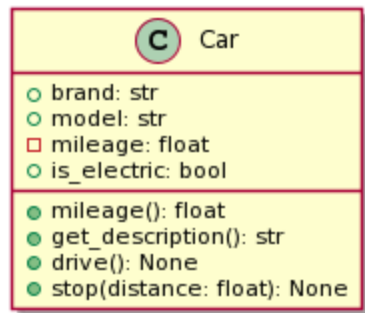 C Car
brand: str
model: str
mileage: float
is_electric: bool
mileage(): float
get_description(): str
drive(): None
stop(distance: float): None